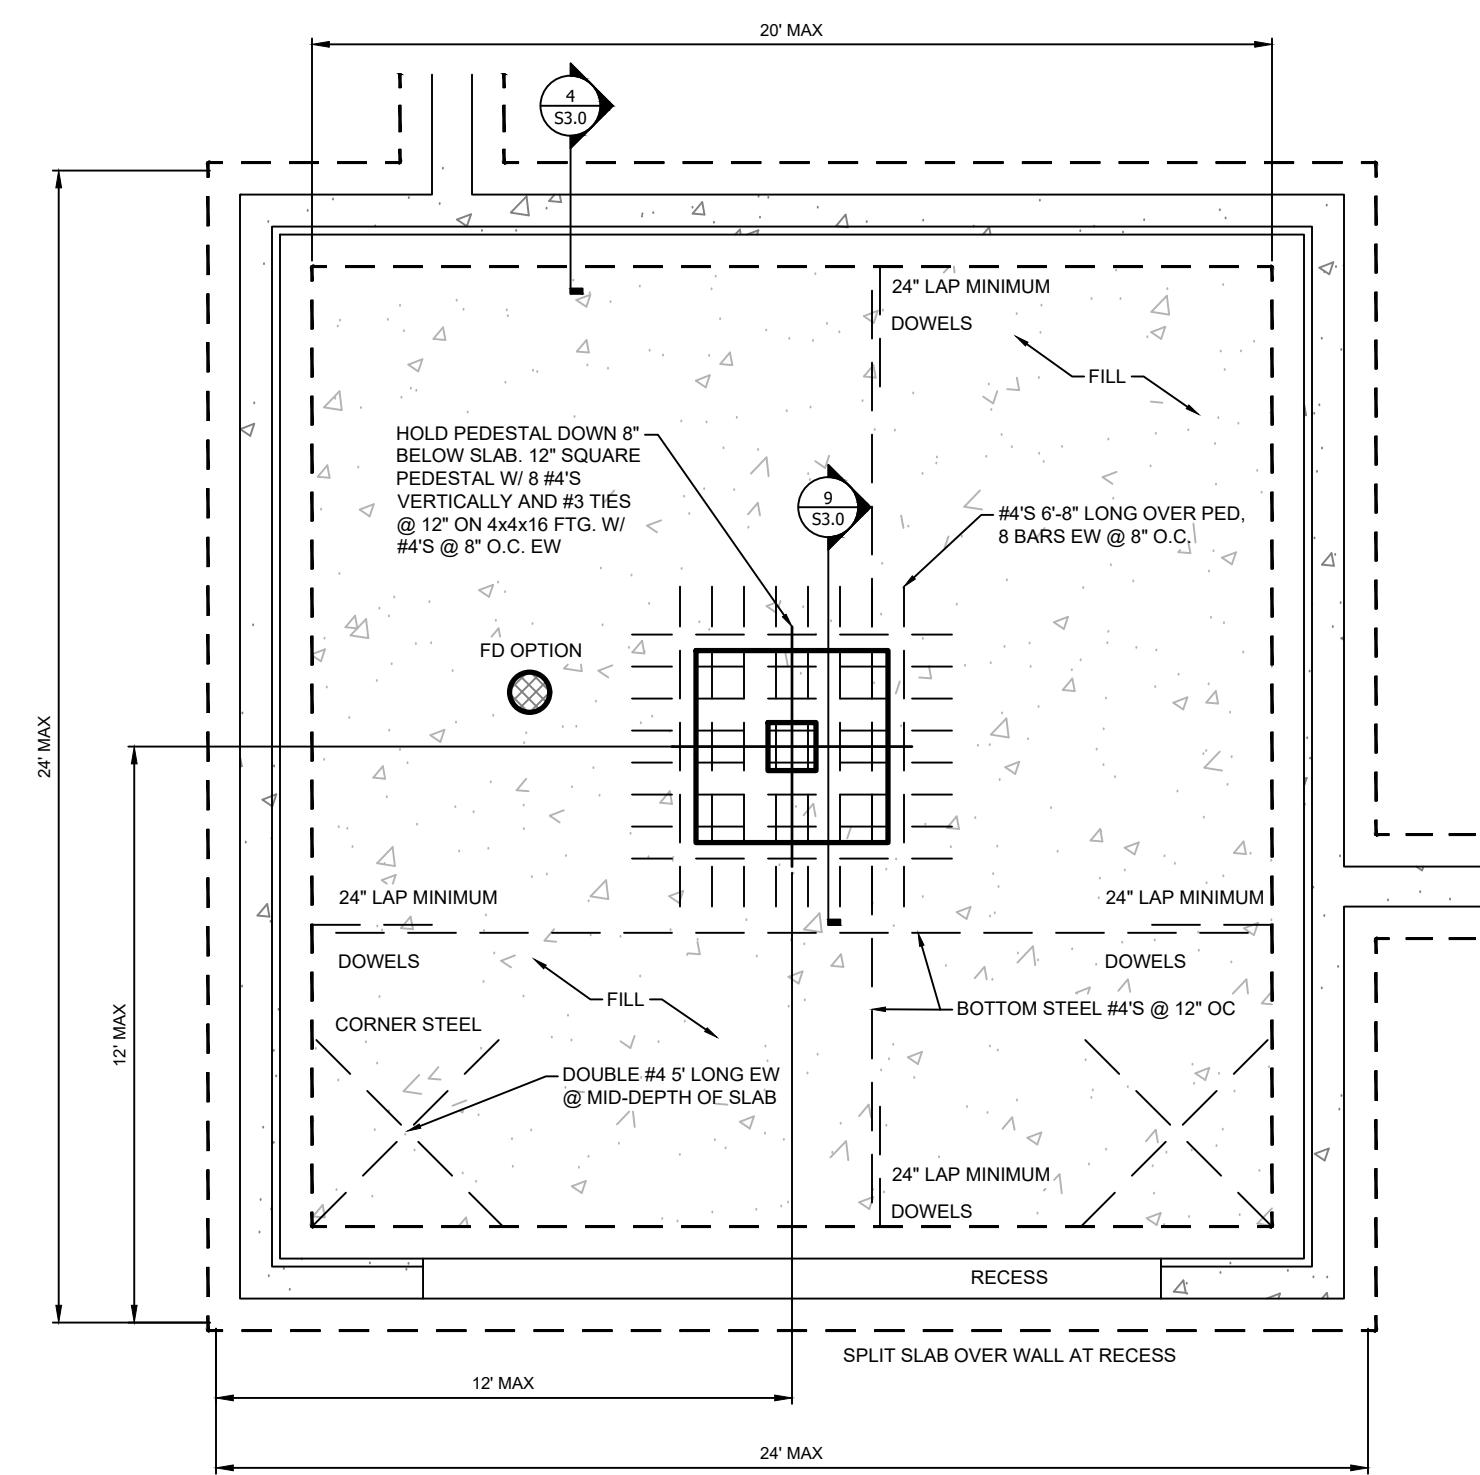 20' MAX
4
S3.0
24" LAP MINIMUM
DOWELS
FILL
HOLD PEDESTAL DOWN 8"
BELOW SLAB. 12" SQUARE
PEDESTAL W/ 8 #4'S
VERTICALLY AND #3 TIES
@ 12" ON 4x4x16 FTG. W/
#4'S @ 8" O.C. EW
9
S3.0
#4'S 6'-8" LONG OVER PED,
8 BARS EW @ 8" O.C.
FD OPTION
24' MAX
24" LAP MINIMUM
24" LAP MINIMUM
DOWELS
DOWELS
FILL
BOTTOM STEEL #4'S @ 12" OC
12' MAX
CORNER STEEL
DOUBLE #4 5' LONG EW
@ MID-DEPTH OF SLAB
24" LAP MINIMUM
DOWELS
RECESS
SPLIT SLAB OVER WALL AT RECESS
12' MAX
24' MAX